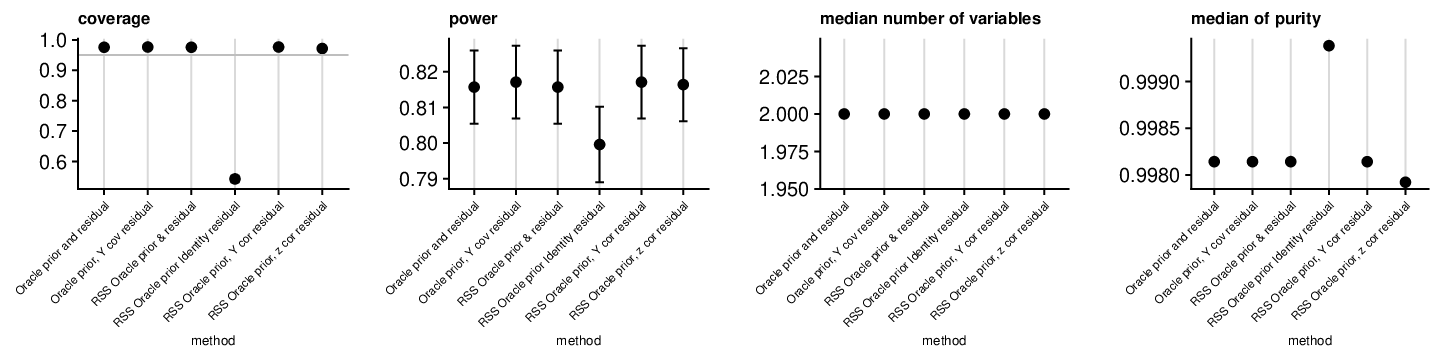 coverage
1.0
0.9
0.8
0.7
0.6
Oracle prior and residual
Oracle prior, Y cov residual
RSS Oracle prior & residual
RSS Oracle prior Identity residual
RSS Oracle prior, Y cor residual
RSS Oracle prior, z cor residual
method
power
0.82
0.81
0.80
0.79
Oracle prior and residual
Oracle prior, Y cov residual
RSS Oracle prior & residual
RSS Oracle prior Identity residual
RSS Oracle prior, Y cor residual
RSS Oracle prior, z cor residual
method
median number of variables
2.025
2.000
1.975
1.950
Oracle prior and residual
Oracle prior, Y cov residual
RSS Oracle prior & residual
RSS Oracle prior Identity residual
RSS Oracle prior, Y cor residual
RSS Oracle prior, z cor residual
method
median of purity
0.9990
0.9985
0.9980
Oracle prior and residual
Oracle prior, Y cov residual
RSS Oracle prior & residual
RSS Oracle prior Identity residual
RSS Oracle prior, Y cor residual
RSS Oracle prior, z cor residual
method